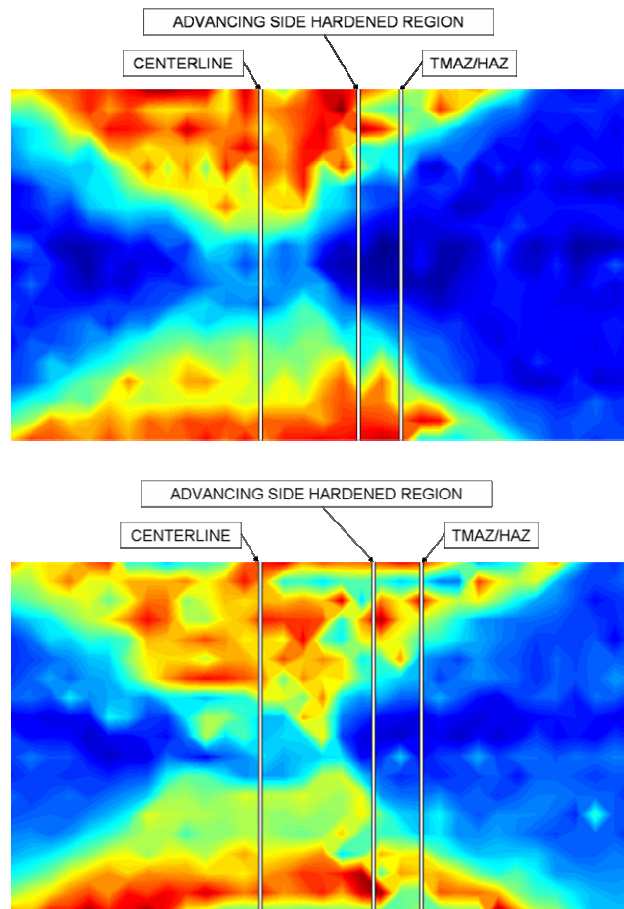 ADVANCING SIDE HARDENED REGION
CENTERLINE
TMAZ/HAZ
ADVANCING SIDE HARDENED REGION
CENTERLINE
TMAZ/HAZ